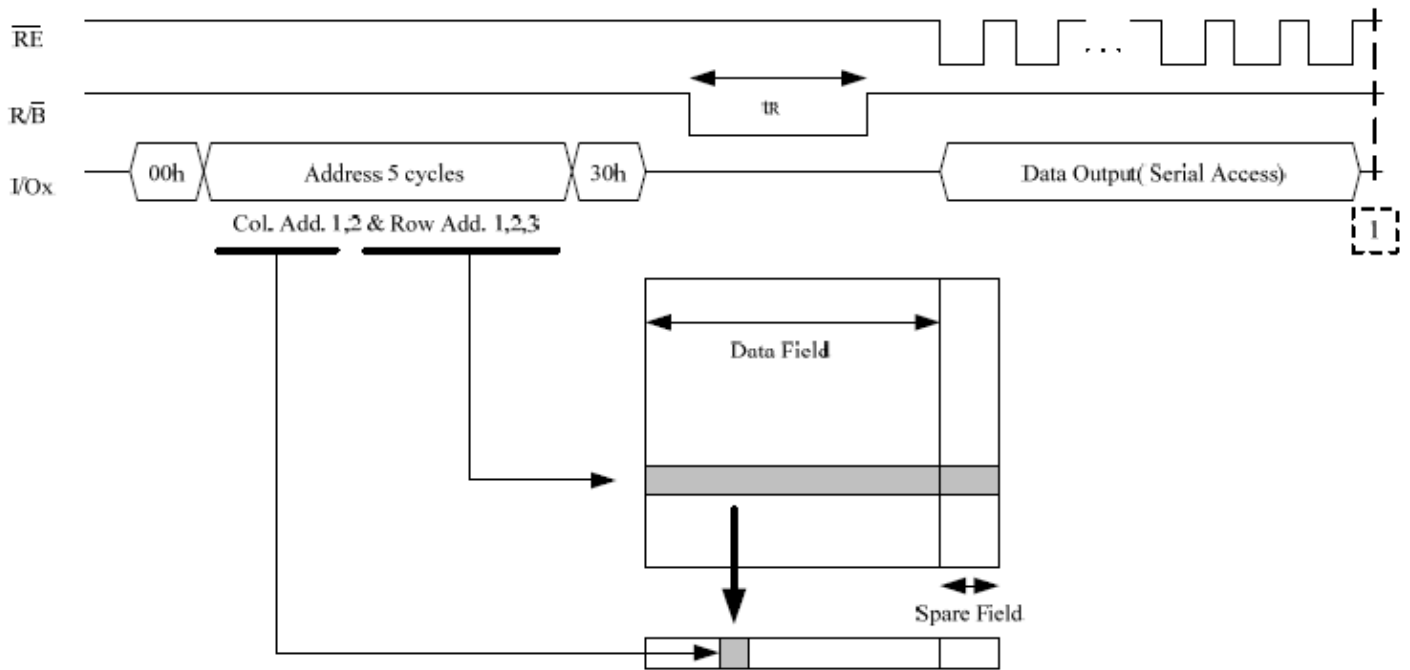 RE
R/B
tR
I/Ox
00h
Address 5 cycles
30h
Data Output( Serial Access)
Col. Add. 1,2 & Row Add. 1,2,3
1
Data Field
Spare Field
...